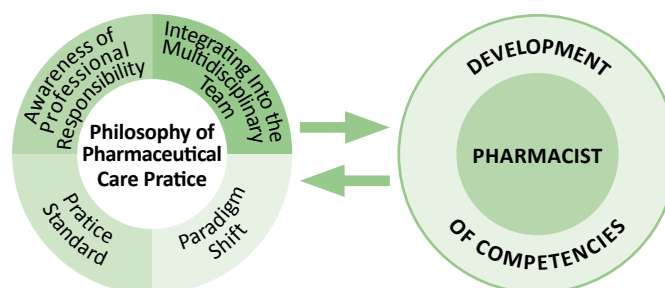 Awareness of
Professional
Responsibility
Integrating Into the
Multidisciplinary
Team
Philosophy of
Pharmaceutical
Care Pratice
Pratice
Standard
Paradigm
Shift
DEVELOPMENT
PHARMACIST
OF COMPETENCIES